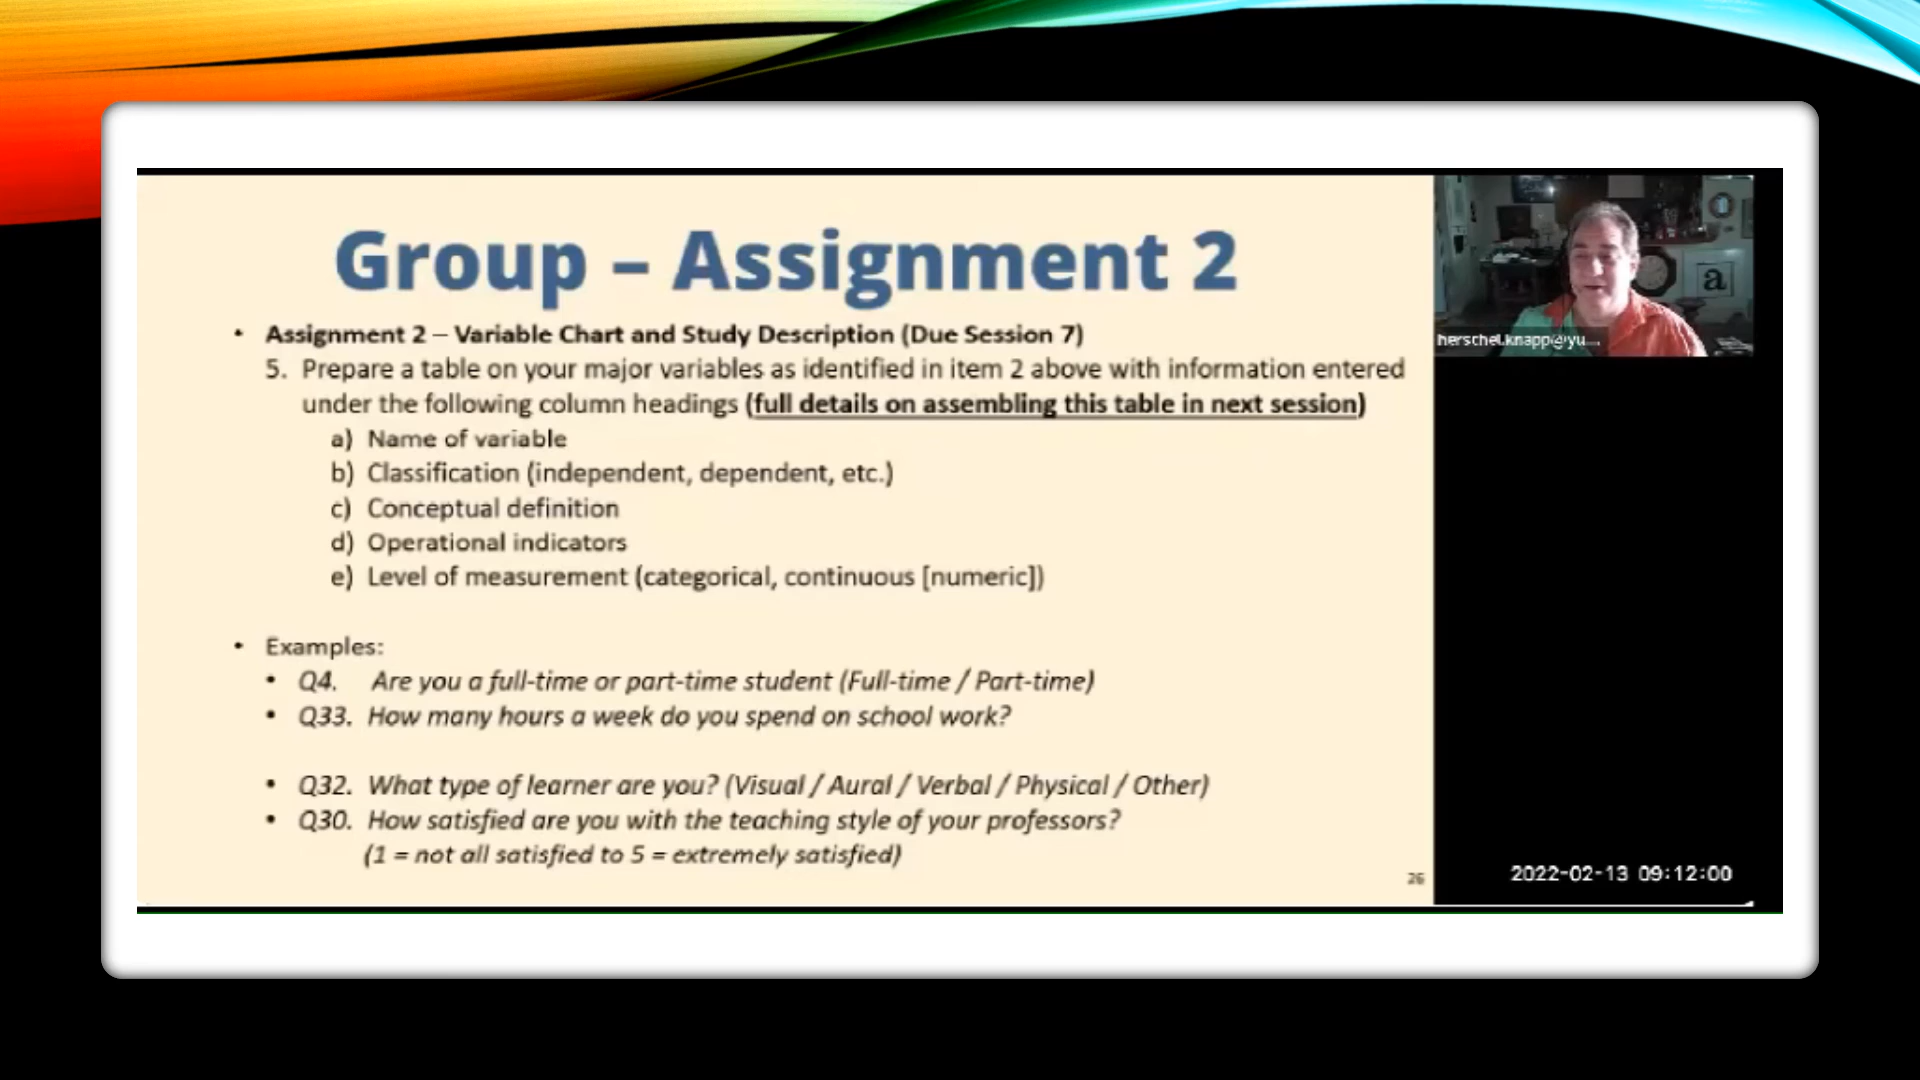 Group – Assignment 2
• Assignment 2 – Variable Chart and Study Description (Due Session 7)
5. Prepare a table on your major variables as identified in item 2 above with information entered
under the following column headings (full details on assembling this table in next session)
a) Name of variable
b) Classification (independent, dependent, etc.)
c) Conceptual definition
d) Operational indicators
e) Level of measurement (categorical, continuous [numeric])
• Examples:
• Q4. Are you a full-time or part-time student (Full-time / Part-time)
• Q33. How many hours a week do you spend on school work?
• Q32. What type of learner are you? (Visual / Aural / Verbal / Physical / Other)
• Q30. How satisfied are you with the teaching style of your professors?
(1 = not all satisfied to 5 = extremely satisfied)
26
herschel.knapp@yu....
a
2022-02-13 09:12:00